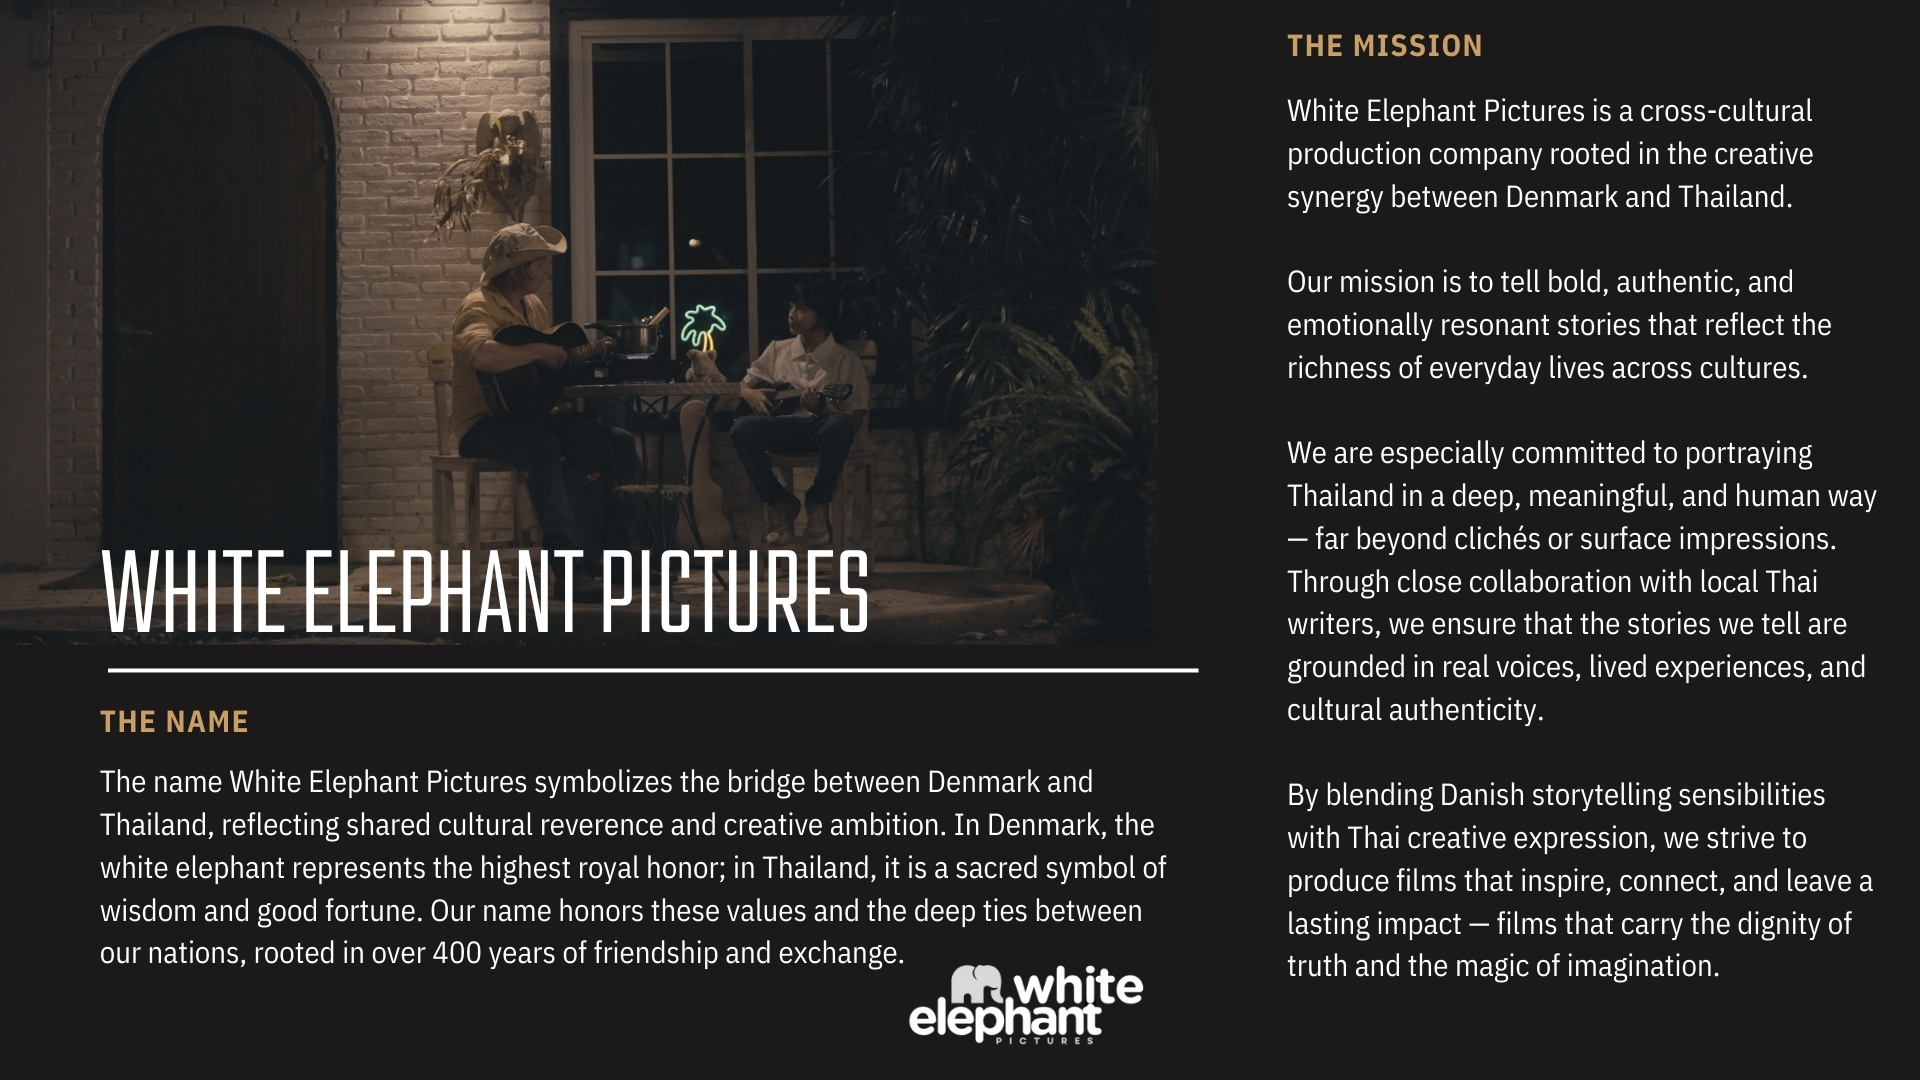 WHITE ELEPHANT PICTURES
THE NAME
The name White Elephant Pictures symbolizes the bridge between Denmark and
Thailand, reflecting shared cultural reverence and creative ambition. In Denmark, the
white elephant represents the highest royal honor; in Thailand, it is a sacred symbol of
wisdom and good fortune. Our name honors these values and the deep ties between
our nations, rooted in over 400 years of friendship and exchange.
white
elephant
PICTURES
THE MISSION
White Elephant Pictures is a cross-cultural
production company rooted in the creative
synergy between Denmark and Thailand.
Our mission is to tell bold, authentic, and
emotionally resonant stories that reflect the
richness of everyday lives across cultures.
We are especially committed to portraying
Thailand in a deep, meaningful, and human way
— far beyond clichés or surface impressions.
Through close collaboration with local Thai
writers, we ensure that the stories we tell are
grounded in real voices, lived experiences, and
cultural authenticity.
By blending Danish storytelling sensibilities
with Thai creative expression, we strive to
produce films that inspire, connect, and leave a
lasting impact — films that carry the dignity of
truth and the magic of imagination.